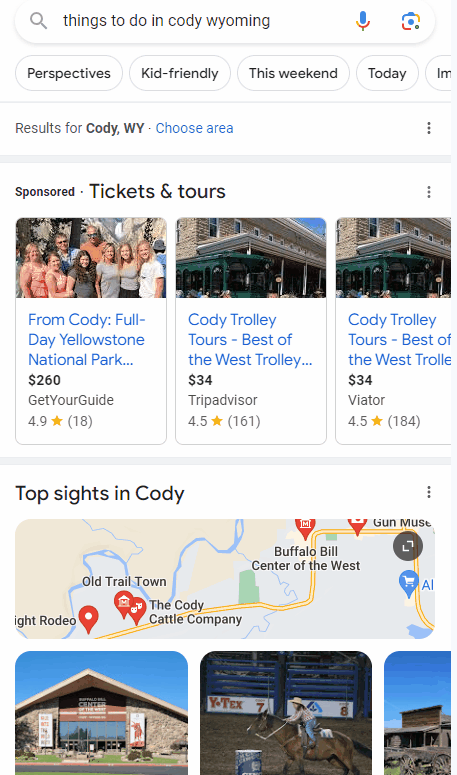 things to do in cody wyoming
Perspectives
Kid-friendly
This weekend
Today
Im
Results for Cody, WY · Choose area
Sponsored · Tickets & tours
From Cody: Full-
Day Yellowstone
National Park...
$260
GetYourGuide
4.9 ★ (18)
Cody Trolley
Tours - Best of
the West Trolley...
$34
Tripadvisor
4.5 ★ (161)
Cody Trolley
Tours - Best of
the West Trolle
$34
Viator
4.5 ★ (184)
Top sights in Cody
Gun Muse
Buffalo Bill
Center of the West
Al
Old Trail Town
The Cody
Cattle Company
ight Rodeo
BUFFALO BILL
CENTER
OF THE WEST
Y-TEX
7
8